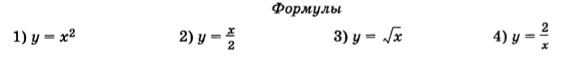 Формулы
1) y = x² 2) y = x/2 3) y = √x 4) y = 2/x